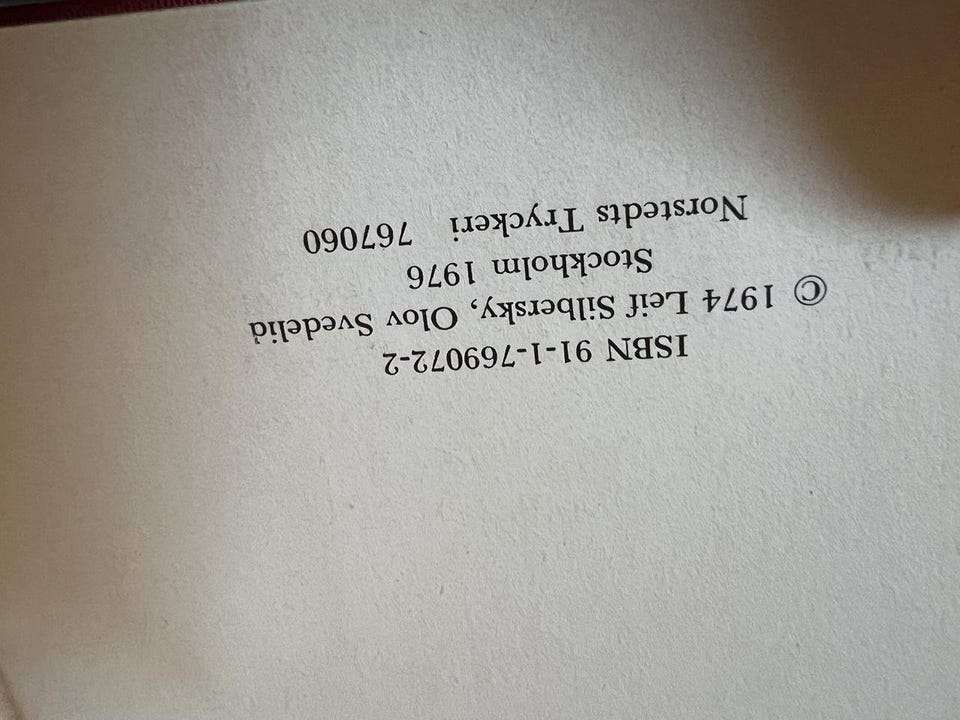 ISBN 91-1-769072-2
© 1974 Leif Silbersky, Olov Svedelid
Stockholm 1976
Norstedts Tryckeri 767060